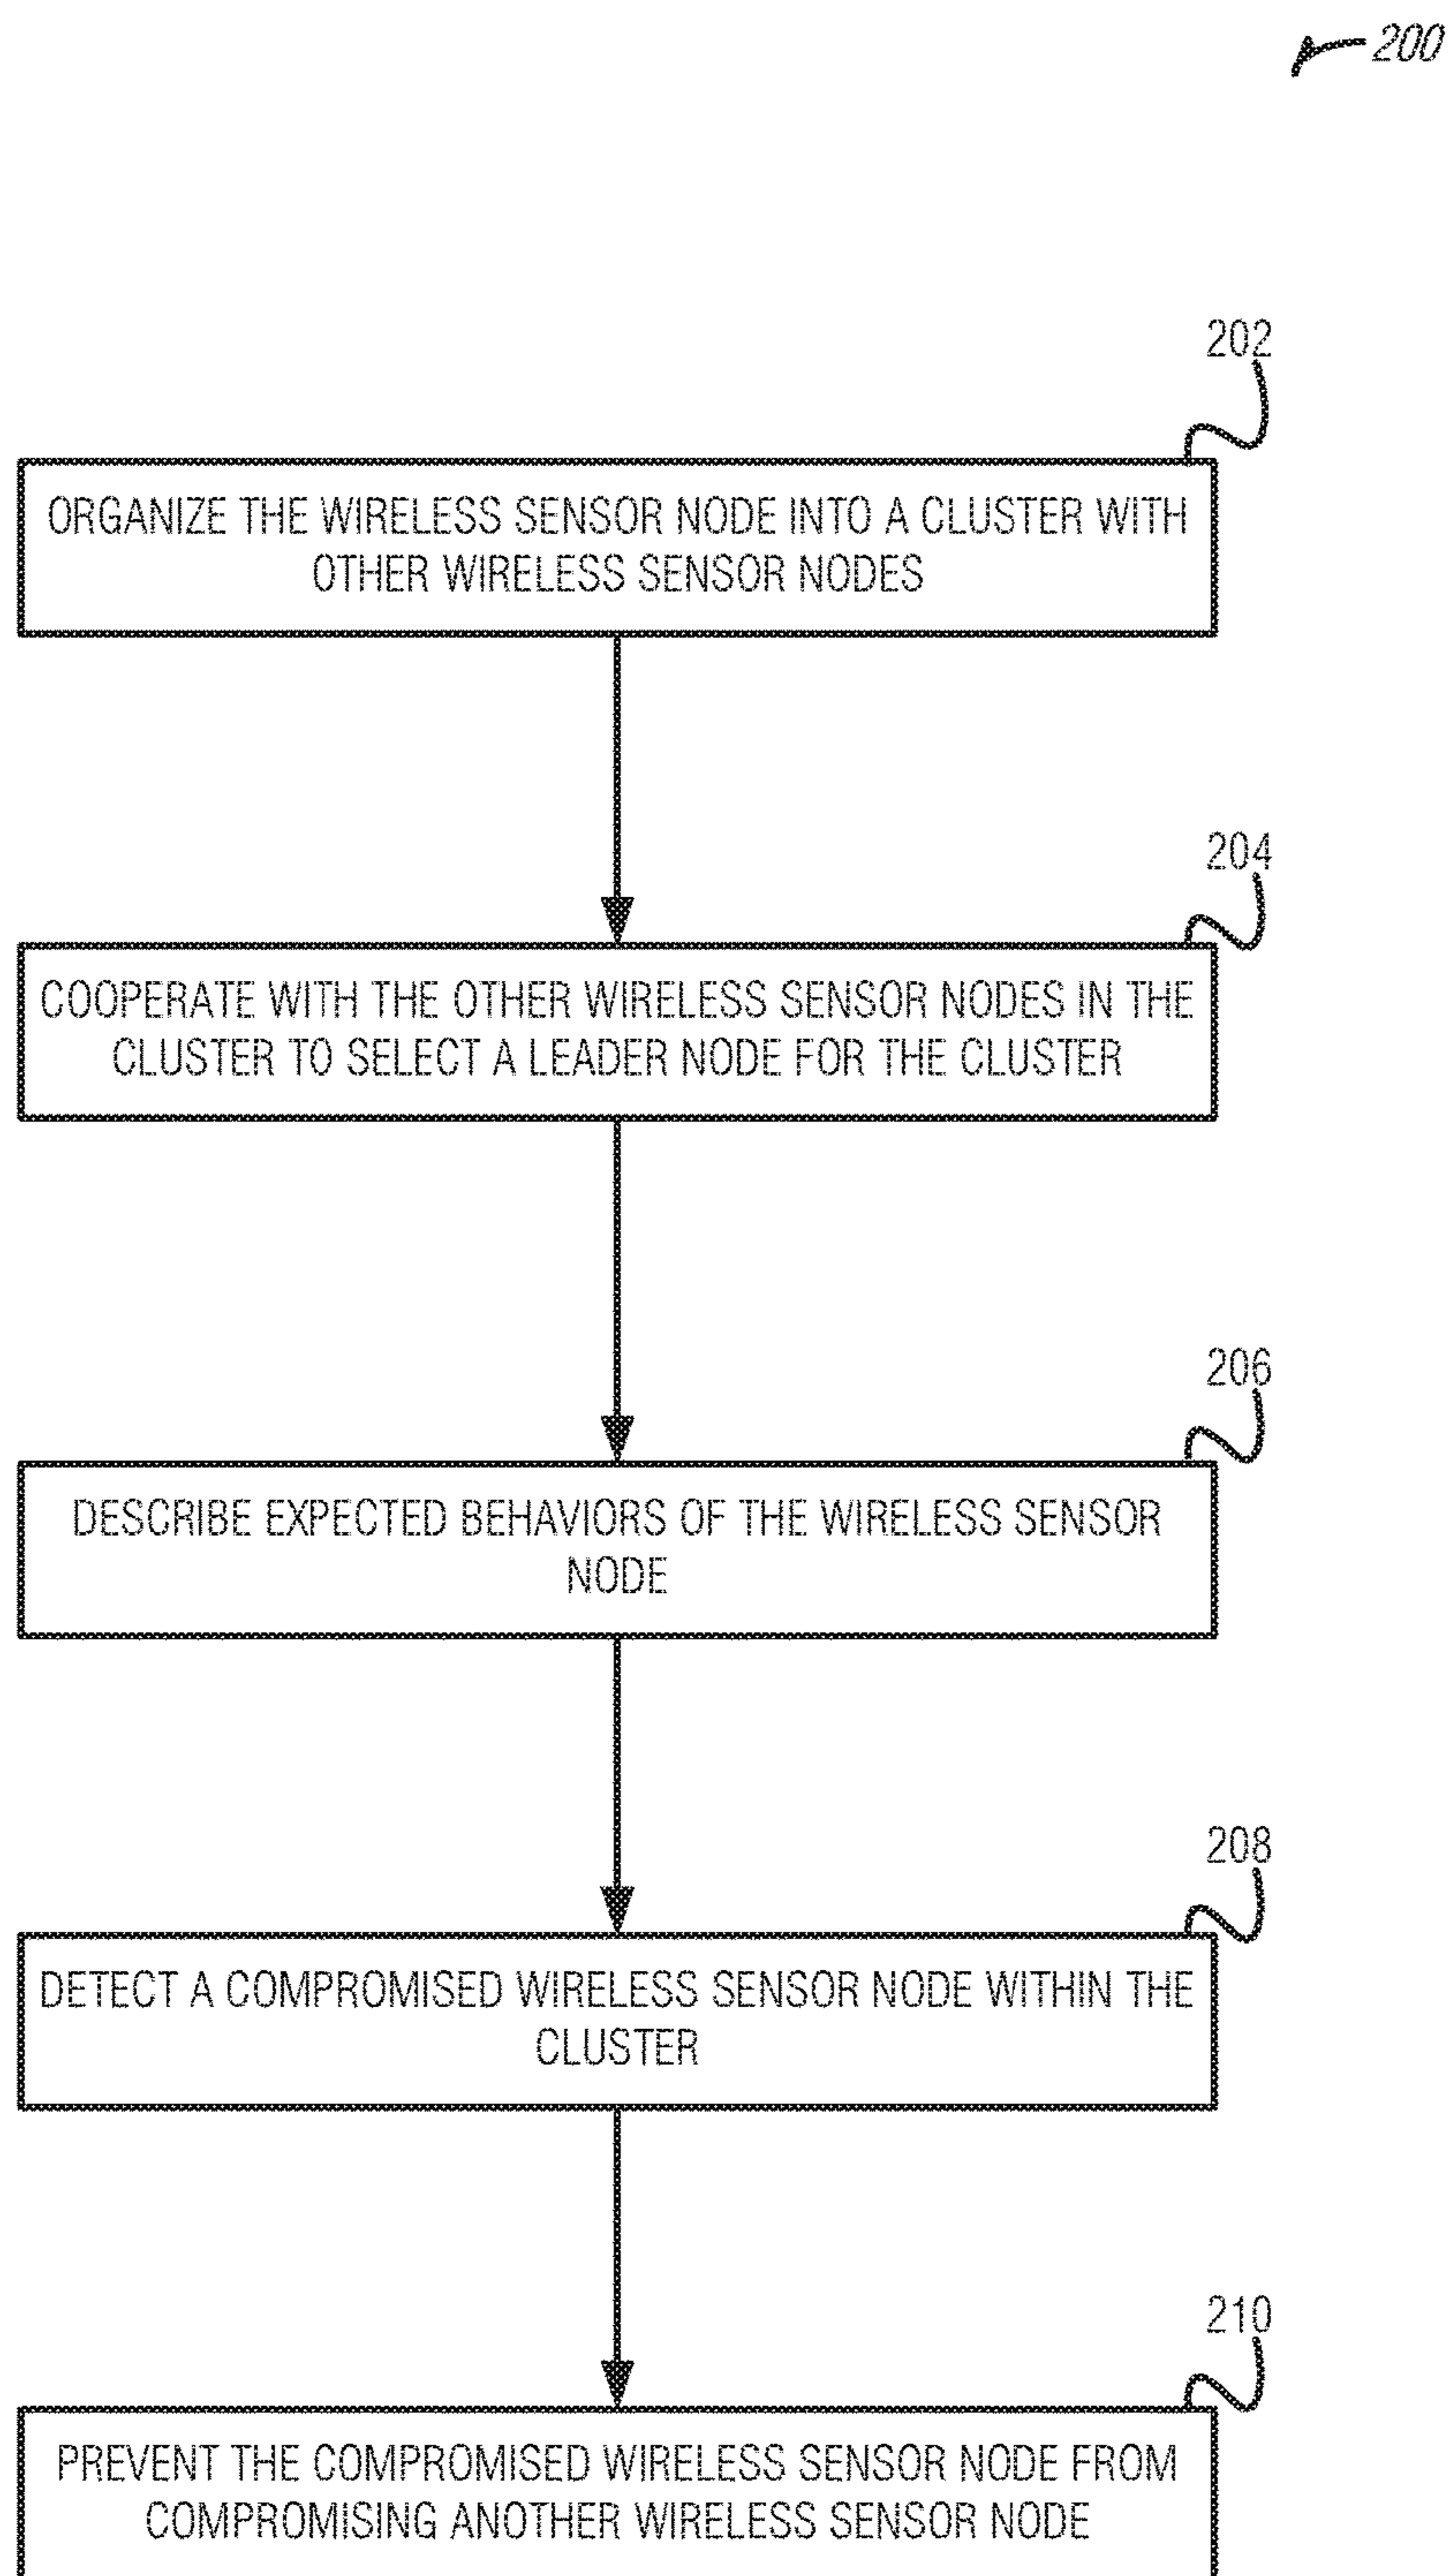 200
202
ORGANIZE THE WIRELESS SENSOR NODE INTO A CLUSTER WITH
OTHER WIRELESS SENSOR NODES
204
COOPERATE WITH THE OTHER WIRELESS SENSOR NODES IN THE
CLUSTER TO SELECT A LEADER NODE FOR THE CLUSTER
206
DESCRIBE EXPECTED BEHAVIORS OF THE WIRELESS SENSOR
NODE
208
DETECT A COMPROMISED WIRELESS SENSOR NODE WITHIN THE
CLUSTER
210
PREVENT THE COMPROMISED WIRELESS SENSOR NODE FROM
COMPROMISING ANOTHER WIRELESS SENSOR NODE